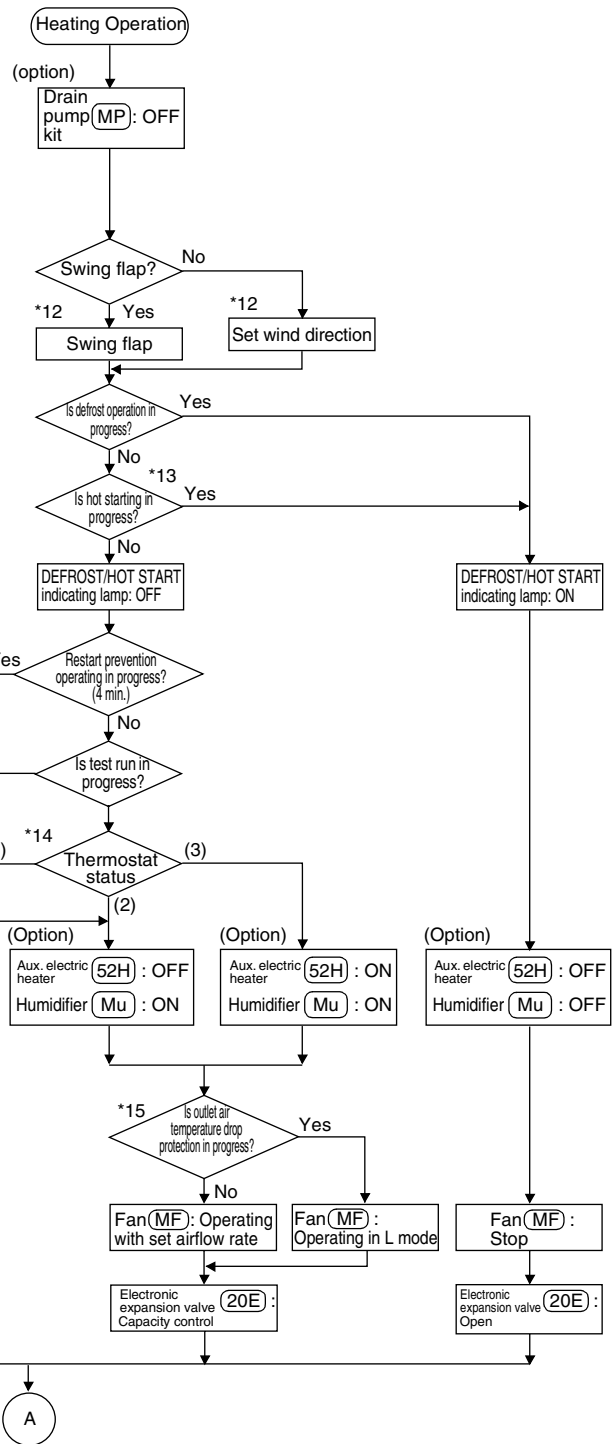 Heating Operation
(option)
Drain
pump MP : OFF
kit
Swing flap?
No
*12
Yes
*12
Swing flap
Set wind direction
Is defrost operation in
progress?
Yes
No
*13
Is hot starting in
progress?
Yes
No
DEFROST/HOT START
indicating lamp: OFF
DEFROST/HOT START
indicating lamp: ON
Restart prevention
operating in progress?
(4 min.)
No
Is test run in
progress?
*14
Thermostat
status
(3)
(2)
(Option)
Aux. electric
heater 52H : OFF
Humidifier Mu : ON
(Option)
Aux. electric
heater 52H : ON
Humidifier Mu : ON
(Option)
Aux. electric
heater 52H : OFF
Humidifier Mu : OFF
*15
Is outlet air
temperature drop
protection in progress?
Yes
No
Fan MF : Operating
with set airflow rate
Fan MF :
Operating in L mode
Fan MF :
Stop
Electronic
expansion valve 20E :
Capacity control
Electronic
expansion valve 20E :
Open
A